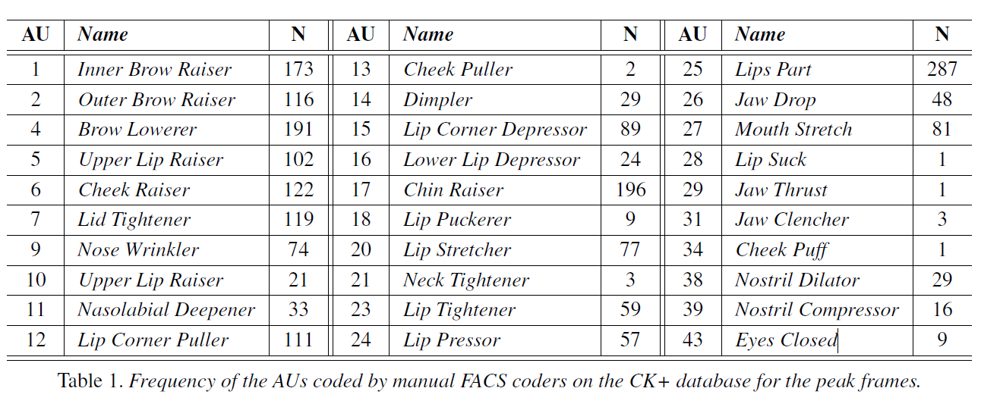 AU Name N AU Name N AU Name N
1 Inner Brow Raiser 173 13 Cheek Puller 2 25 Lips Part 287
2 Outer Brow Raiser 116 14 Dimpler 29 26 Jaw Drop 48
4 Brow Lowerer 191 15 Lip Corner Depressor 89 27 Mouth Stretch 81
5 Upper Lip Raiser 102 16 Lower Lip Depressor 24 28 Lip Suck 1
6 Cheek Raiser 122 17 Chin Raiser 196 29 Jaw Thrust 1
7 Lid Tightener 119 18 Lip Puckerer 9 31 Jaw Clencher 3
9 Nose Wrinkler 74 20 Lip Stretcher 77 34 Cheek Puff 1
10 Upper Lip Raiser 21 21 Neck Tightener 3 38 Nostril Dilator 29
11 Nasolabial Deepener 33 23 Lip Tightener 59 39 Nostril Compressor 16
12 Lip Corner Puller 111 24 Lip Pressor 57 43 Eyes Closed 9
Table 1. Frequency of the AUs coded by manual FACS coders on the CK+ database for the peak frames.